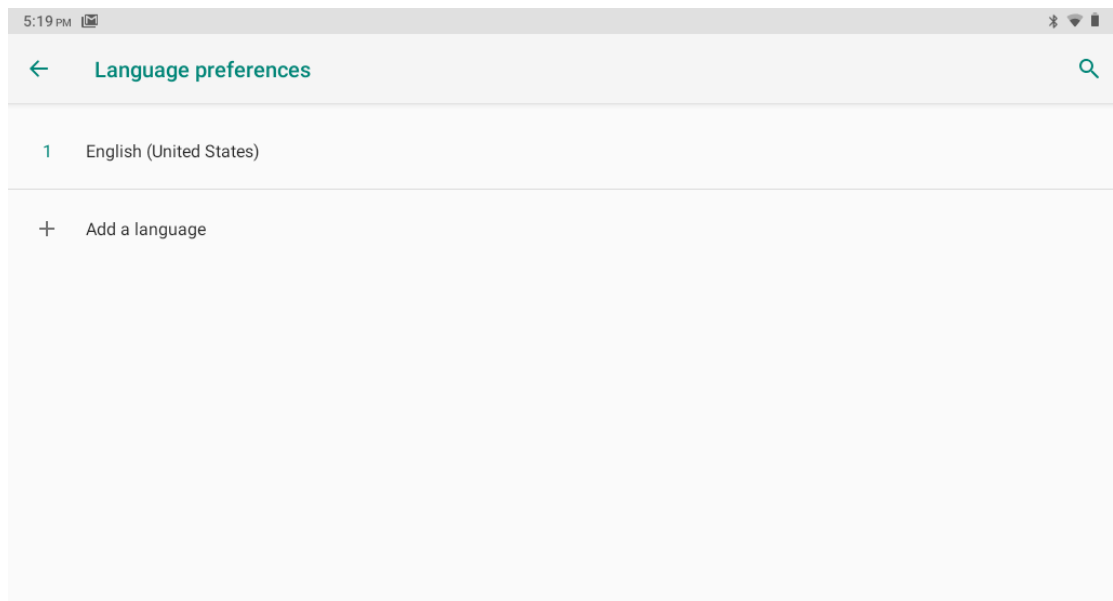 5:19 PM
Language preferences
1 English (United States)
+ Add a language